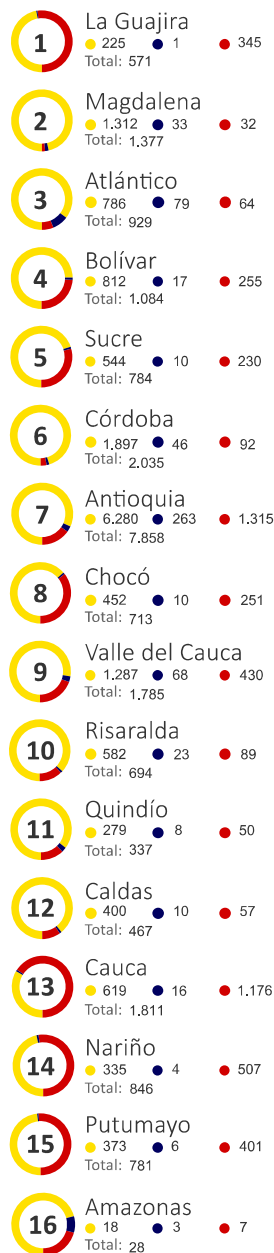 La Guajira
1
225 1 345
Total: 571
Magdalena
2
1.312 33 32
Total: 1.377
Atlántico
3
786 79 64
Total: 929
Bolívar
4
812 17 255
Total: 1.084
Sucre
5
544 10 230
Total: 784
Córdoba
6
1.897 46 92
Total: 2.035
Antioquia
7
6.280 263 1.315
Total: 7.858
Chocó
8
452 10 251
Total: 713
Valle del Cauca
9
1.287 68 430
Total: 1.785
Risaralda
10
582 23 89
Total: 694
Quindío
11
279 8 50
Total: 337
Caldas
12
400 10 57
Total: 467
Cauca
13
619 16 1.176
Total: 1.811
Nariño
14
335 4 507
Total: 846
Putumayo
15
373 6 401
Total: 781
Amazonas
16
18 3 7
Total: 28